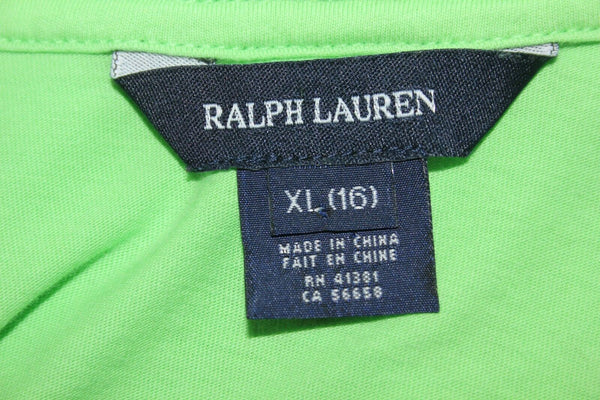 RALPH LAUREN
XL (16)
MADE IN CHINA
FAIT EN CHINE
RN 41381
CA 56658